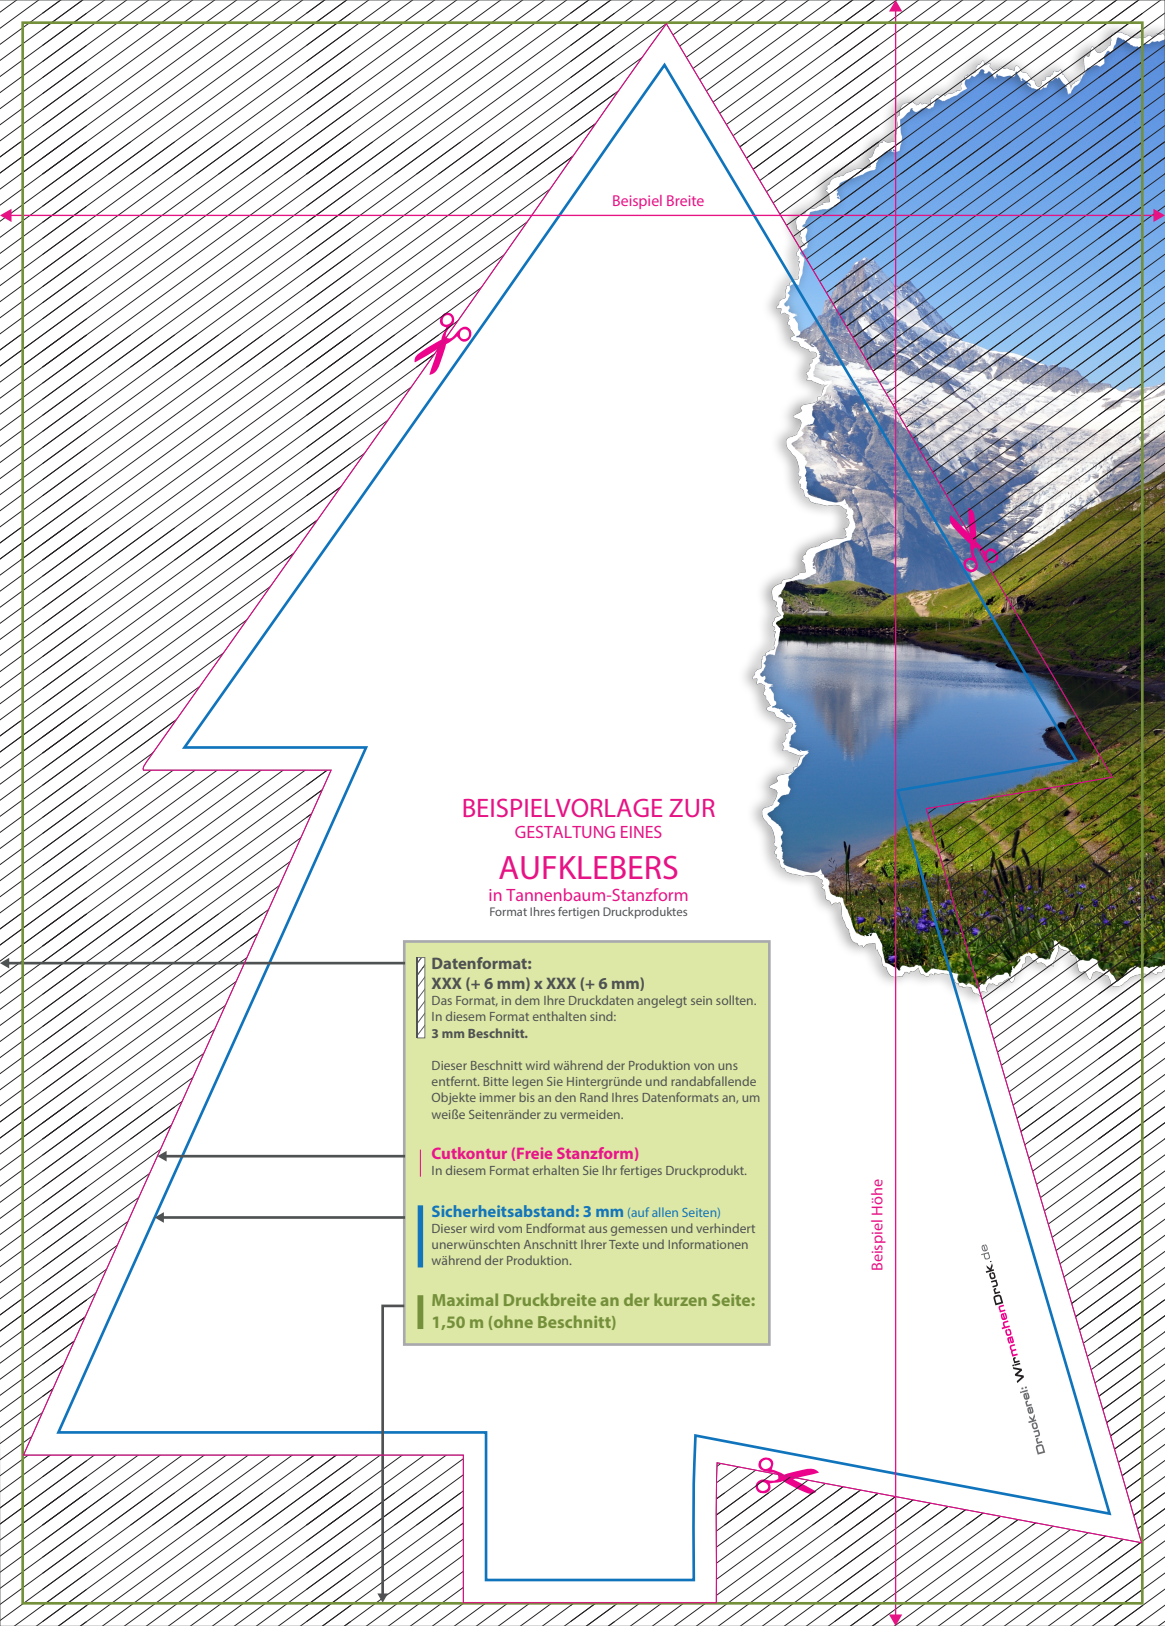 Beispiel Breite
BEISPIELVORLAGE ZUR
GESTALTUNG EINES
AUFKLEBERS
in Tannenbaum-Stanzform
Format Ihres fertigen Druckproduktes
Datenformat:
XXX (+ 6 mm) x XXX (+ 6 mm)
Das Format, in dem Ihre Druckdaten angelegt sein sollten.
In diesem Format enthalten sind:
3 mm Beschnitt.
Dieser Beschnitt wird während der Produktion von uns
entfernt. Bitte legen Sie Hintergründe und randabfallende
Objekte immer bis an den Rand Ihres Datenformats an, um
weiße Seitenränder zu vermeiden.
Cutkontur (Freie Stanzform)
In diesem Format erhalten Sie Ihr fertiges Druckprodukt.
Sicherheitsabstand: 3 mm (auf allen Seiten)
Dieser wird vom Endformat aus gemessen und verhindert
unerwünschten Anschnitt Ihrer Texte und Informationen
während der Produktion.
Maximal Druckbreite an der kurzen Seite:
1,50 m (ohne Beschnitt)
Beispiel Höhe
Druckerei: WirmachenDruck.de